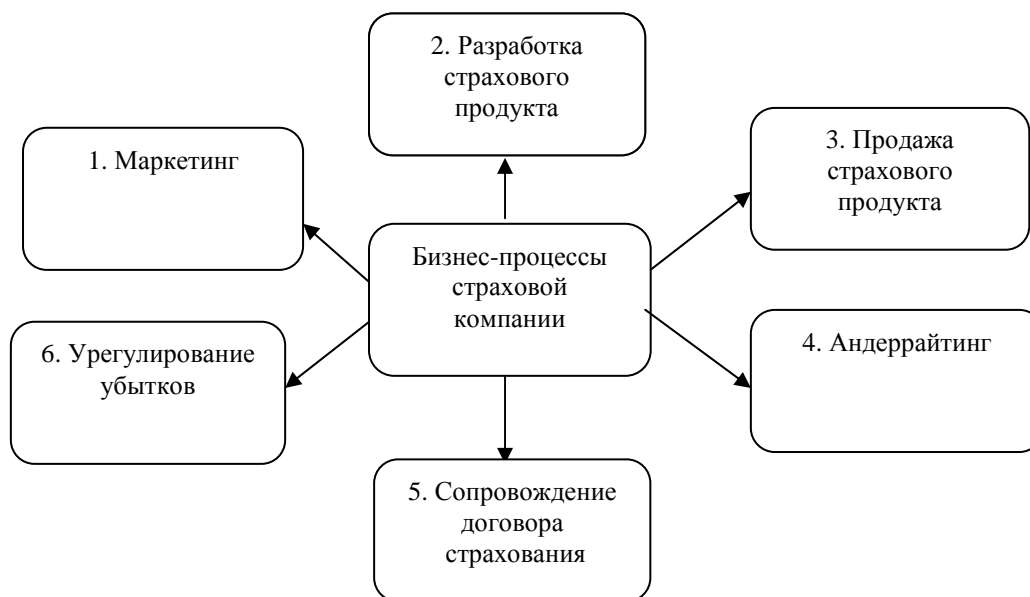 2. Разработка
страхового
продукта
1. Маркетинг
3. Продажа
страхового
продукта
Бизнес-процессы
страховой
компании
6. Урегулирование
убытков
4. Андеррайтинг
5. Сопровождение
договора
страхования